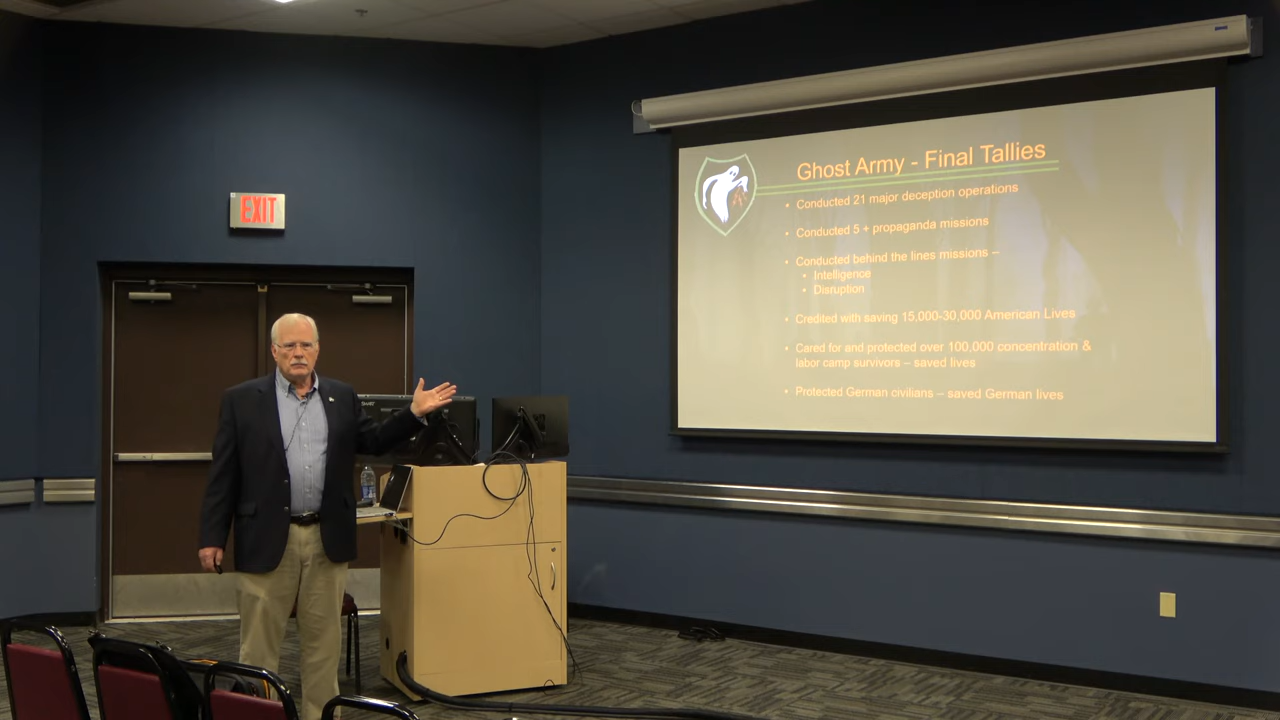 EXIT
Ghost Army - Final Tallies
• Conducted 21 major deception operations
• Conducted 5 + propaganda missions
• Conducted behind the lines missions –
• Intelligence
• Disruption
• Credited with saving 15,000-30,000 American Lives
• Cared for and protected over 100,000 concentration &
labor camp survivors – saved lives
• Protected German civilians – saved German lives
SMART